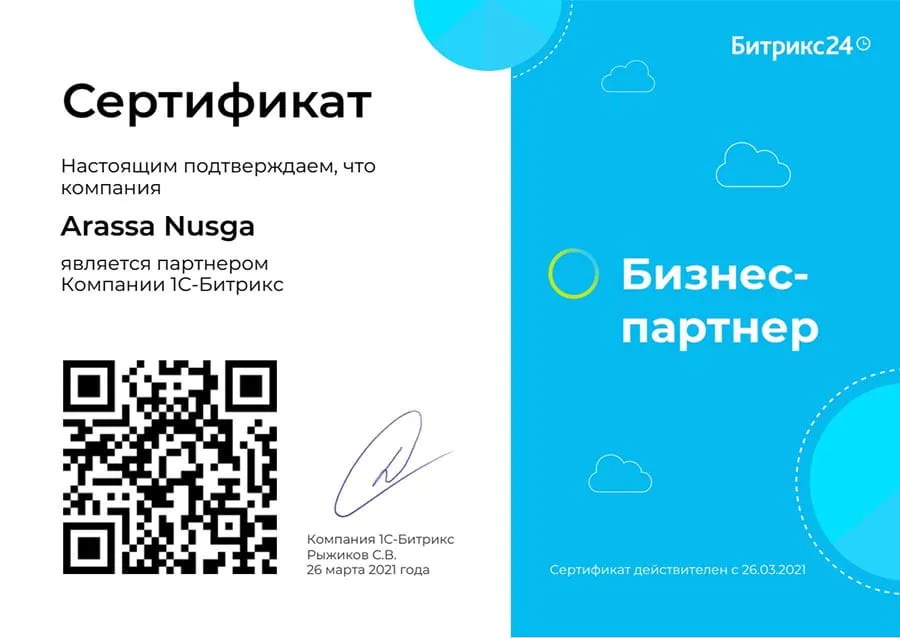 Сертификат
Настоящим подтверждаем, что
компания
Arassa Nusga
является партнером
Компании 1С-Битрикс
Компания 1С-Битрикс
Рыжиков С.В.
26 марта 2021 года
Битрикс24
Бизнес-
партнер
Сертификат действителен с 26.03.2021